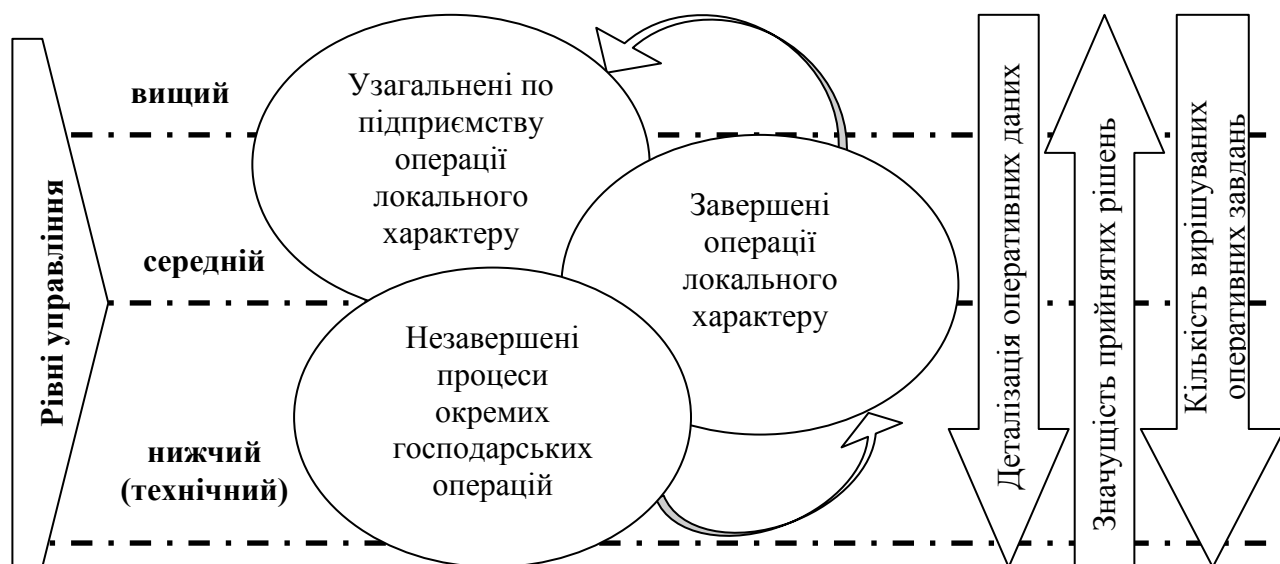 Рівні управління
вищий
середній
нижчий
(технічний)
Узагальнені по
підприємству
операції
локального
характеру
Завершені
операції
локального
характеру
Незавершені
процеси
окремих
господарських
операцій
Деталізація оперативних даних
Значущість прийнятих рішень
Кількість вирішуваних
оперативних завдань